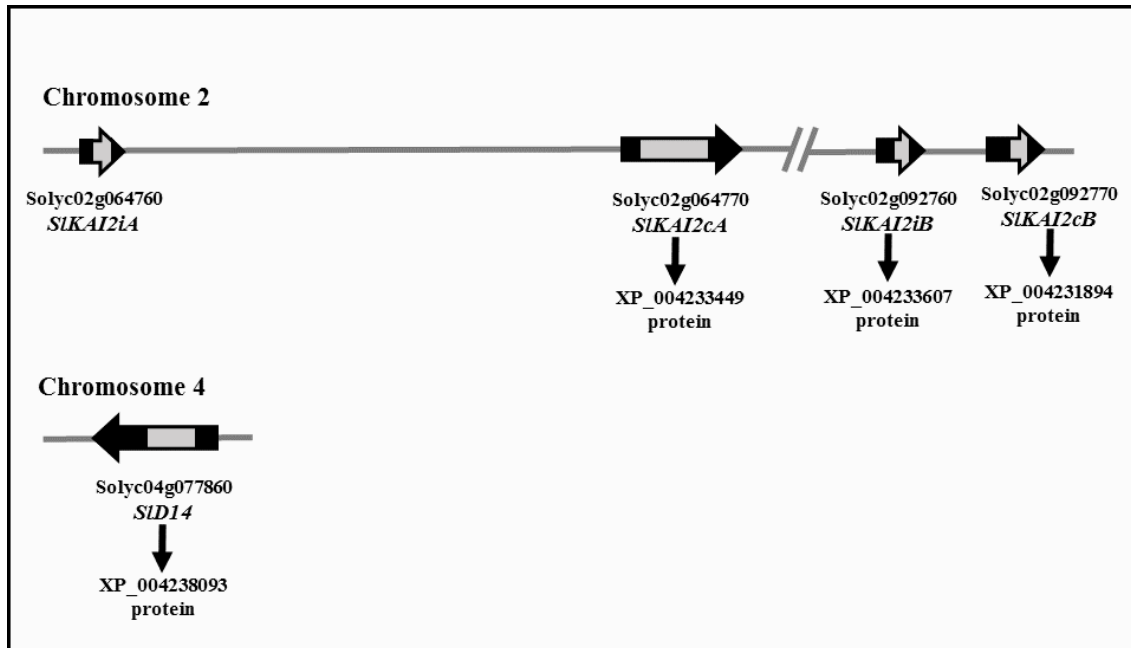 Chromosome 2
Solyc02g064760
SlKAI2iA
Solyc02g064770
SlKAI2cA
XP_004233449
protein
Solyc02g092760
SlKAI2iB
XP_004233607
protein
Solyc02g092770
SlKAI2cB
XP_004231894
protein
Chromosome 4
Solyc04g077860
SlD14
XP_004238093
protein